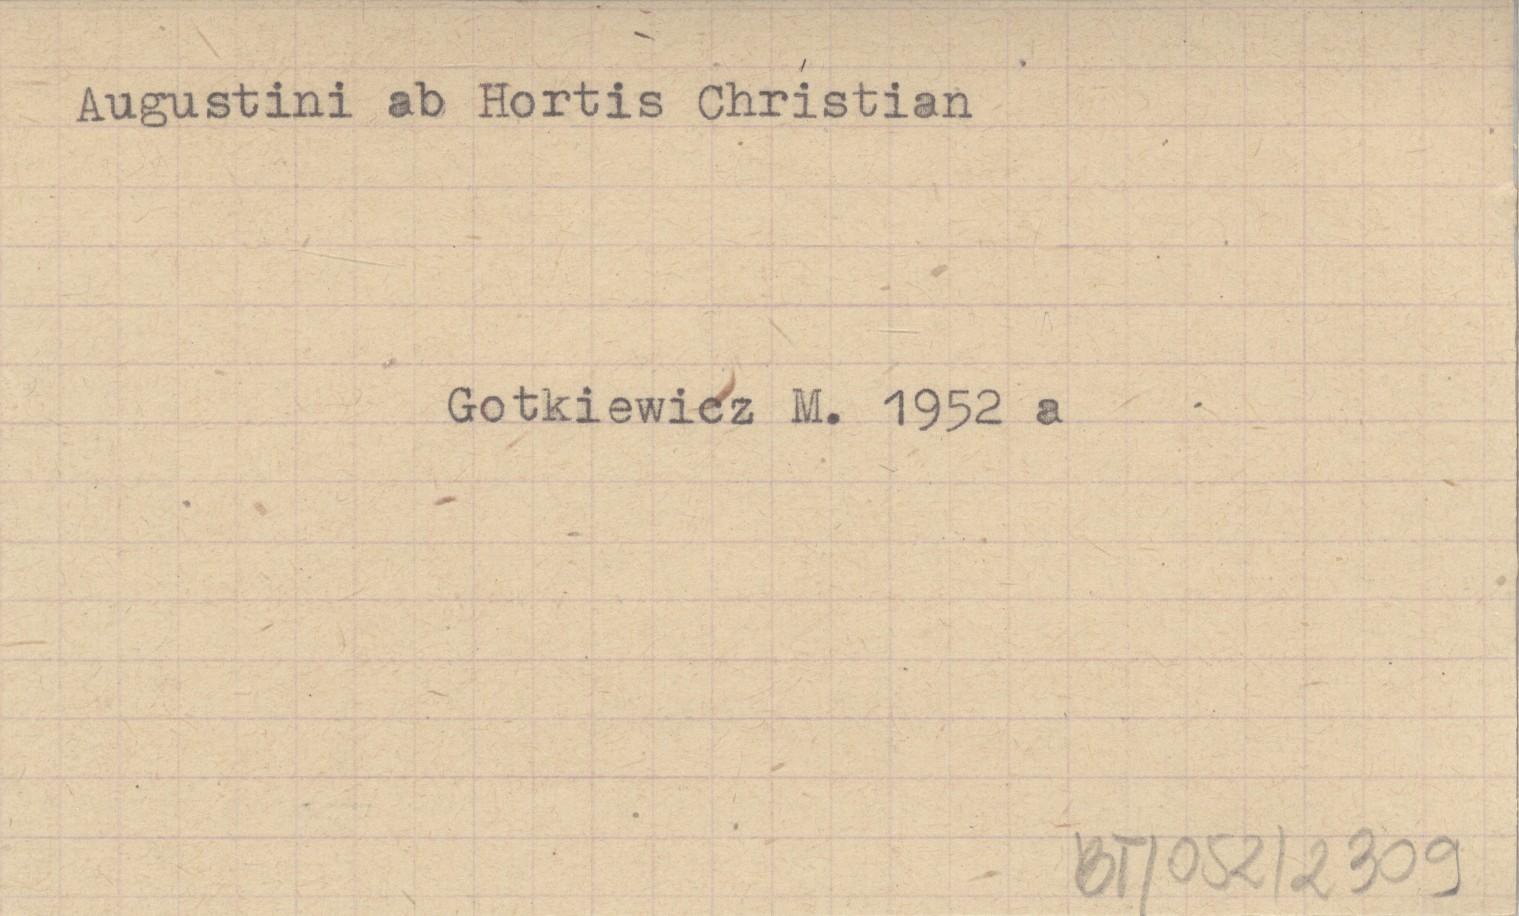 Augustini ab Hortis Christian
Gotkiewicz M. 1952 a
BT/052/2309